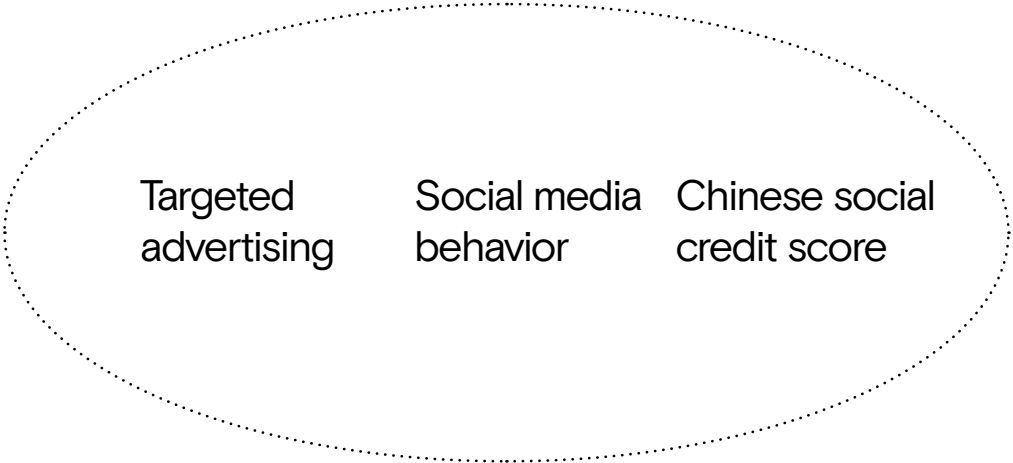 Targeted
advertising
Social media
behavior
Chinese social
credit score